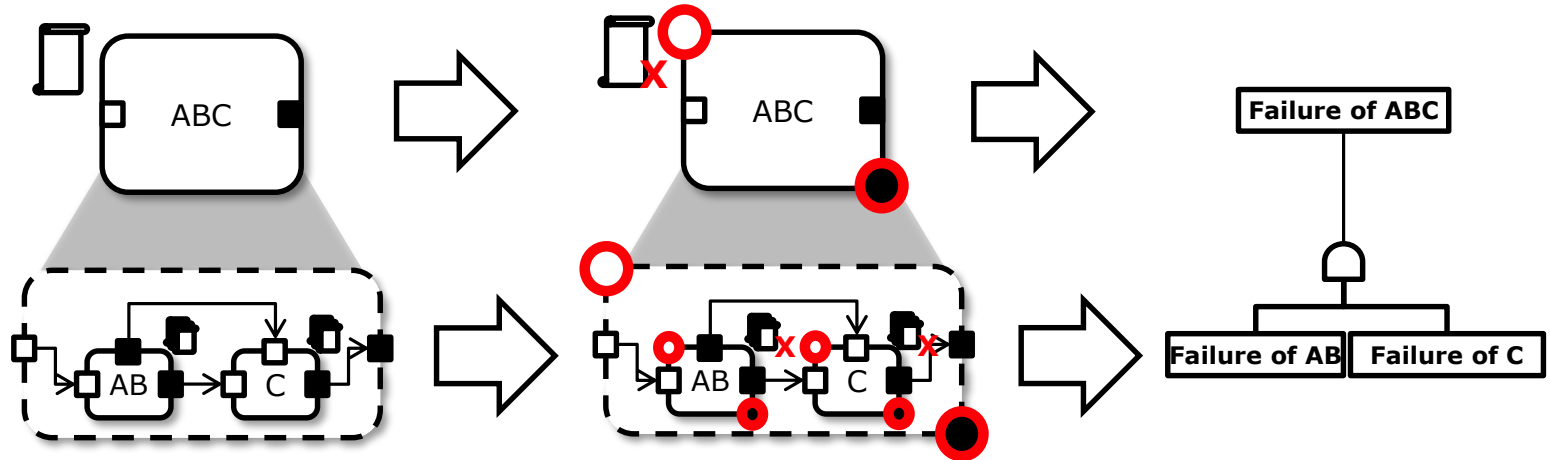 ABC
X
ABC
Failure of ABC
AB
C
X
AB
X
C
Failure of AB
Failure of C